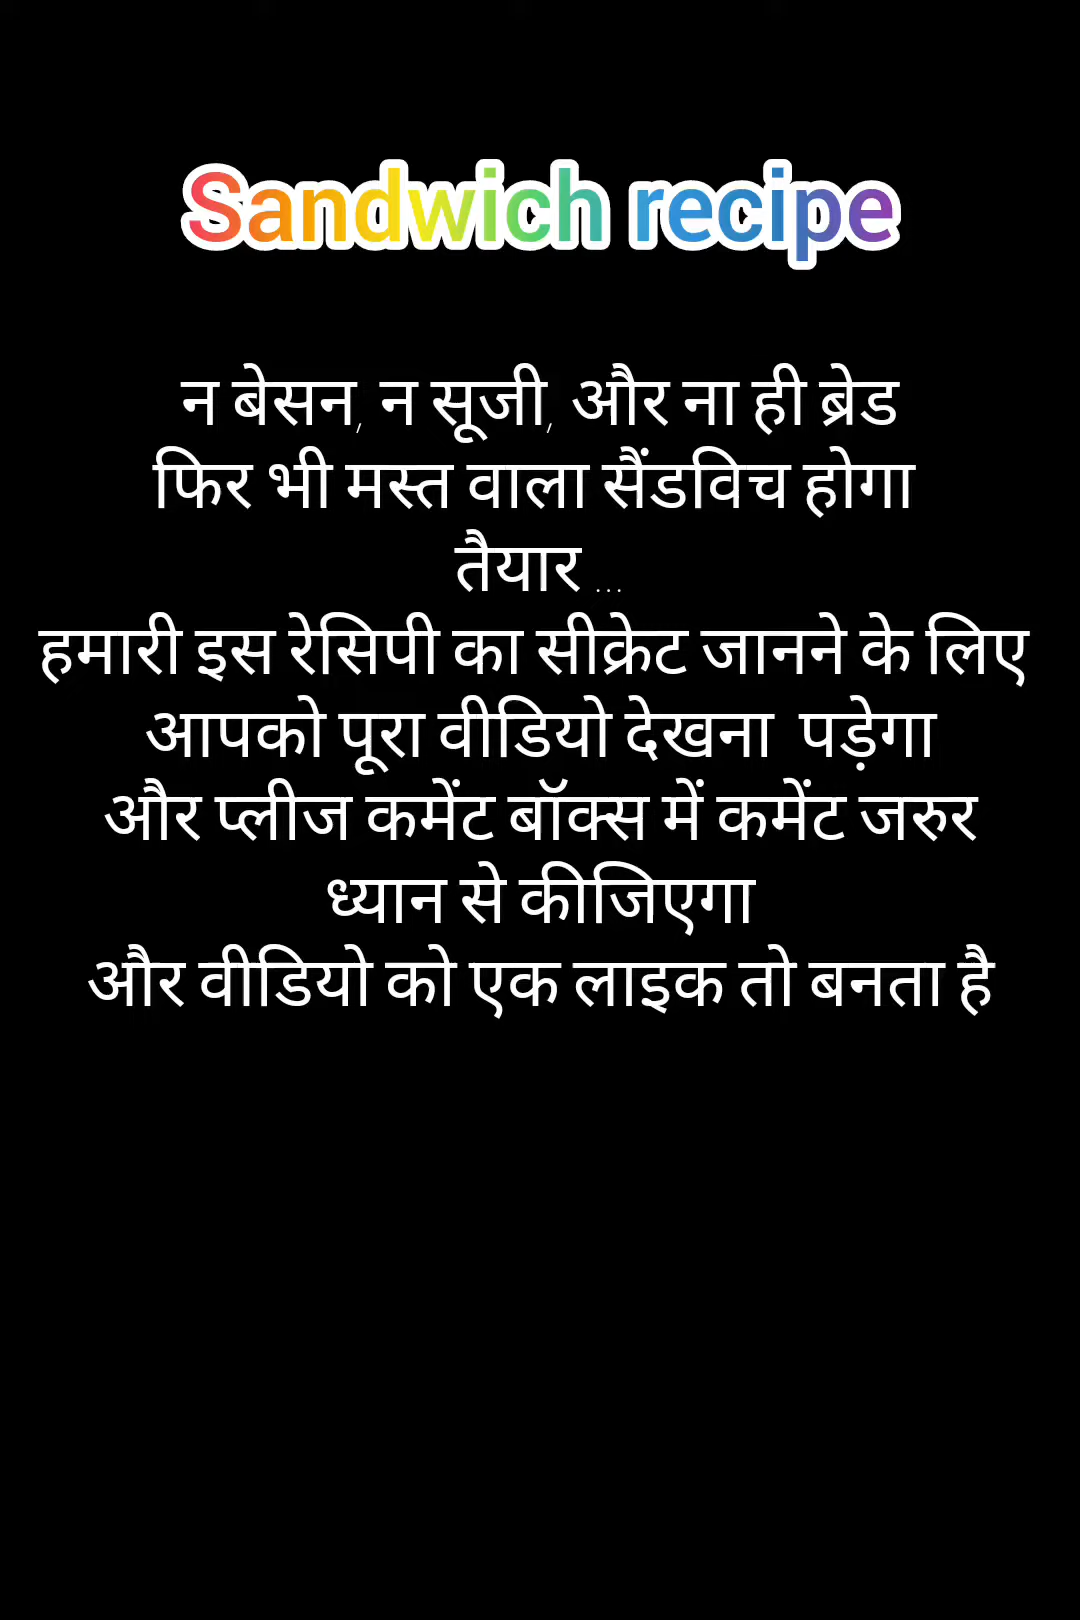 Sandwich recipe
न बेसन, न सूजी, और ना ही ब्रेड
फिर भी मस्त वाला सैंडविच होगा
तैयार ...
हमारी इस रेसिपी का सीक्रेट जानने के लिए
आपको पूरा वीडियो देखना पड़ेगा
और प्लीज कमेंट बॉक्स में कमेंट जरुर
ध्यान से कीजिएगा
और वीडियो को एक लाइक तो बनता है